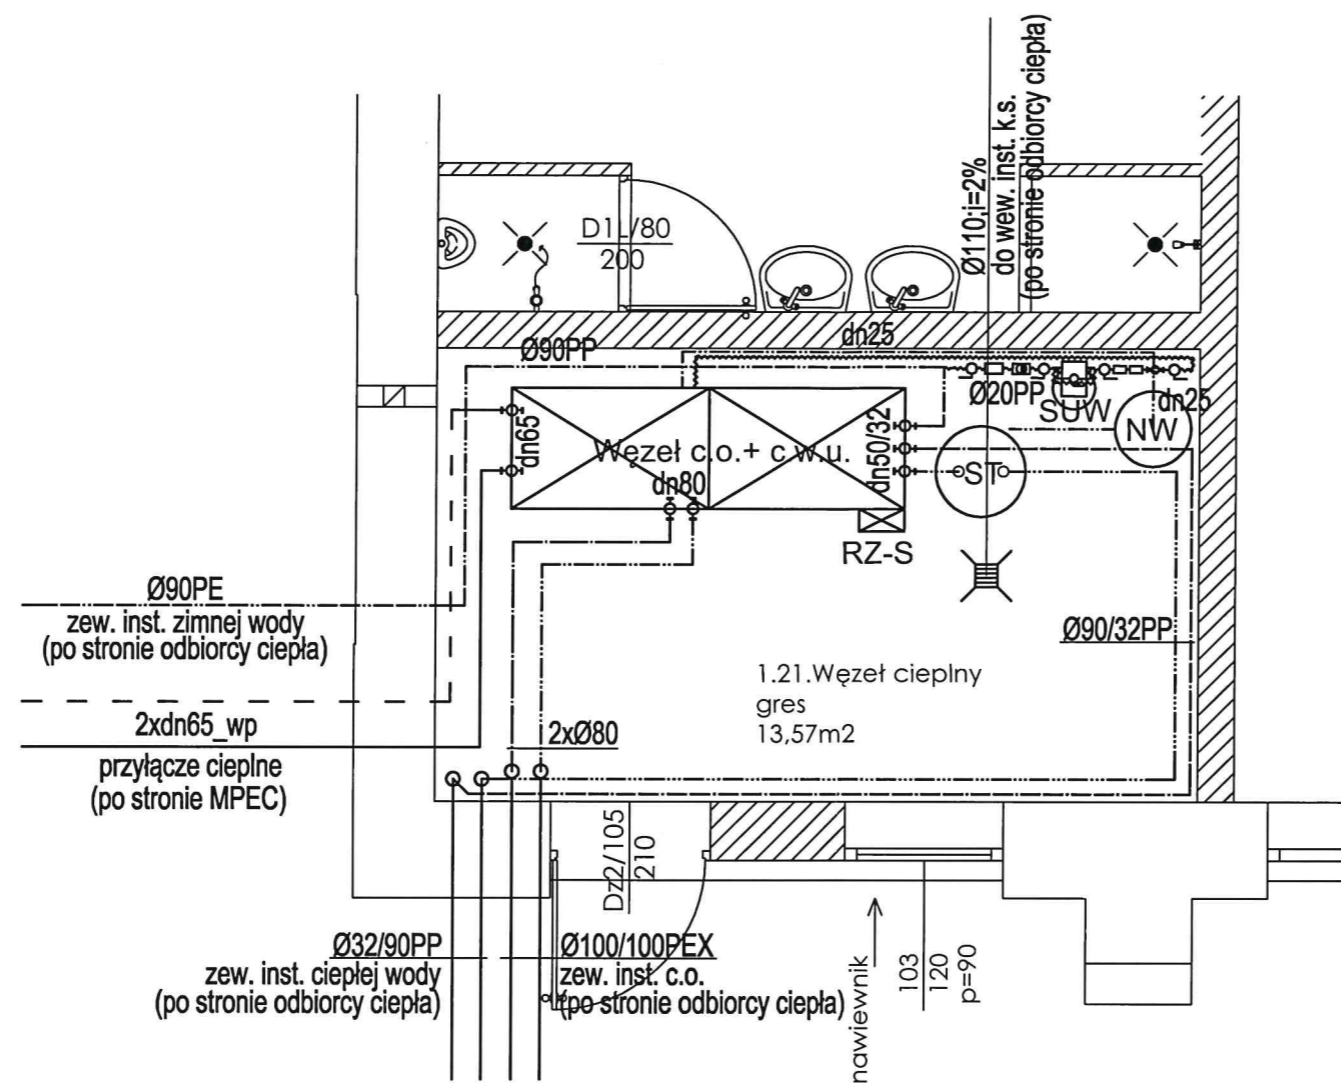 Ø110;i=2%
do wew. inst. k.s.
(po stronie odbiorcy ciepła)
D1L/80
200
dn25
Ø90PP
Ø20PP
SUW
dn25
NW
dn65
Węzeł c.o.+ c.w.u.
dn80
dn50/32
ST
RZ-S
Ø90PE
zew. inst. zimnej wody
(po stronie odbiorcy ciepła)
Ø90/32PP
1.21.Węzeł cieplny
gres
13,57m2
2xdn65_wp
przyłącze cieplne
(po stronie MPEC)
2xØ80
Dz2/105
210
Ø32/90PP
zew. inst. ciepłej wody
(po stronie odbiorcy ciepła)
Ø100/100PEX
zew. inst. c.o.
(po stronie odbiorcy ciepła)
nawiewnik
103
120
p=90